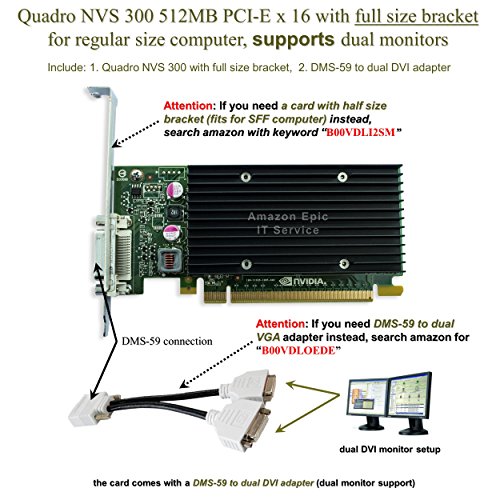 Quadro NVS 300 512MB PCI-E x 16 with full size bracket
for regular size computer, supports dual monitors
Include: 1. Quadro NVS 300 with full size bracket, 2. DMS-59 to dual DVI adapter
Attention: If you need a card with half size
bracket (fits for SFF computer) instead,
search amazon with keyword “B00VDLI2SM”
Amazon Epic
IT Service
NVIDIA
DMS-59 connection
Attention: If you need DMS-59 to dual
VGA adapter instead, search amazon for
“B00VDLOEDE”
dual DVI monitor setup
the card comes with a DMS-59 to dual DVI adapter (dual monitor support)